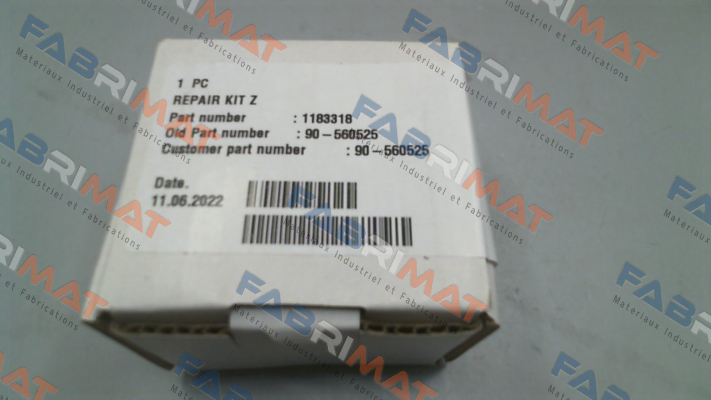 1 PC
REPAIR KIT Z
Part number : 1183318
Old Part number : 90-560525
Customer part number : 90-560525
Date.
11.06.2022
FABRIMAT
Matériaux Industriel et Fabrications